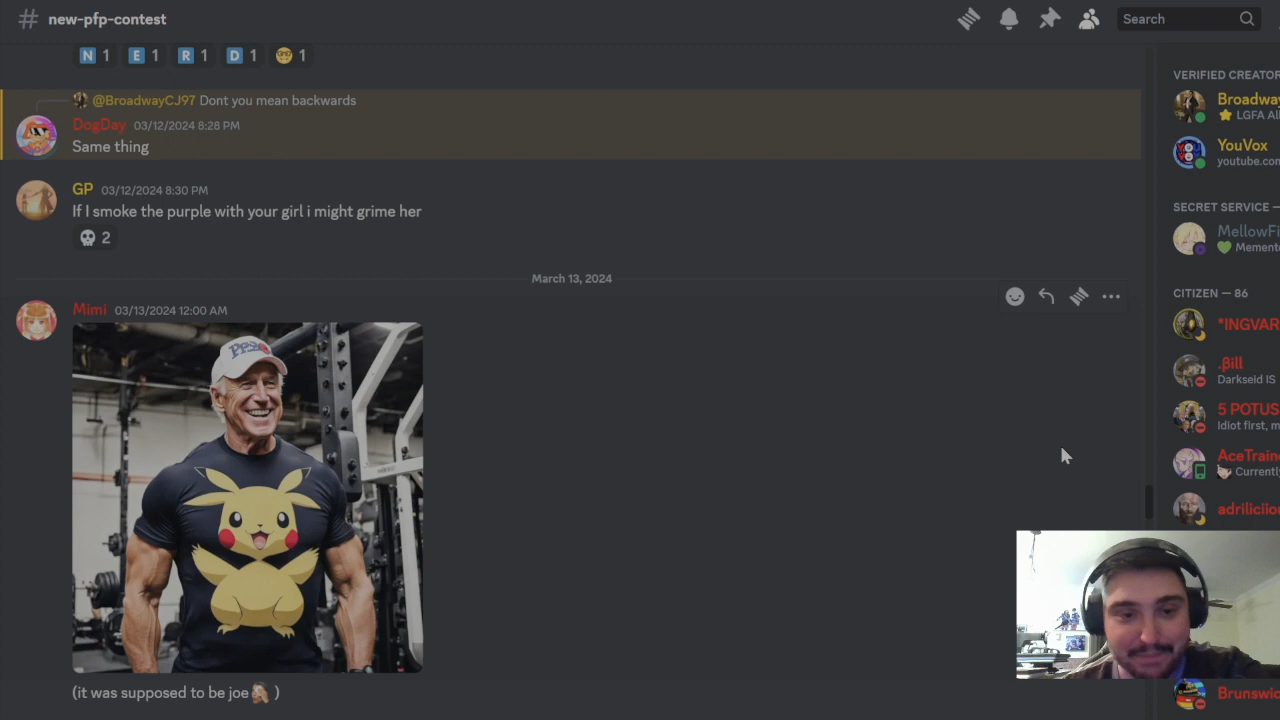 new-pfp-contest
Search
N 1 E 1 R 1 D 1 1
@BroadwayCJ97 Dont you mean backwards
DogDay 03/12/2024 8:28 PM
Same thing
GP 03/12/2024 8:30 PM
If I smoke the purple with your girl i might grime her
2
March 13, 2024
Mimi 03/13/2024 12:00 AM
(it was supposed to be joe )
VERIFIED CREATOR
Broadway
LGFA All
YouVox
youtube.con
SECRET SERVICE —
MellowFi
Memento
CITIZEN — 86
*INGVAR
.βill
Darkseid IS
5 POTUS
Idiot first, m
AceTraine
Currently
adriliciio
Brunswic